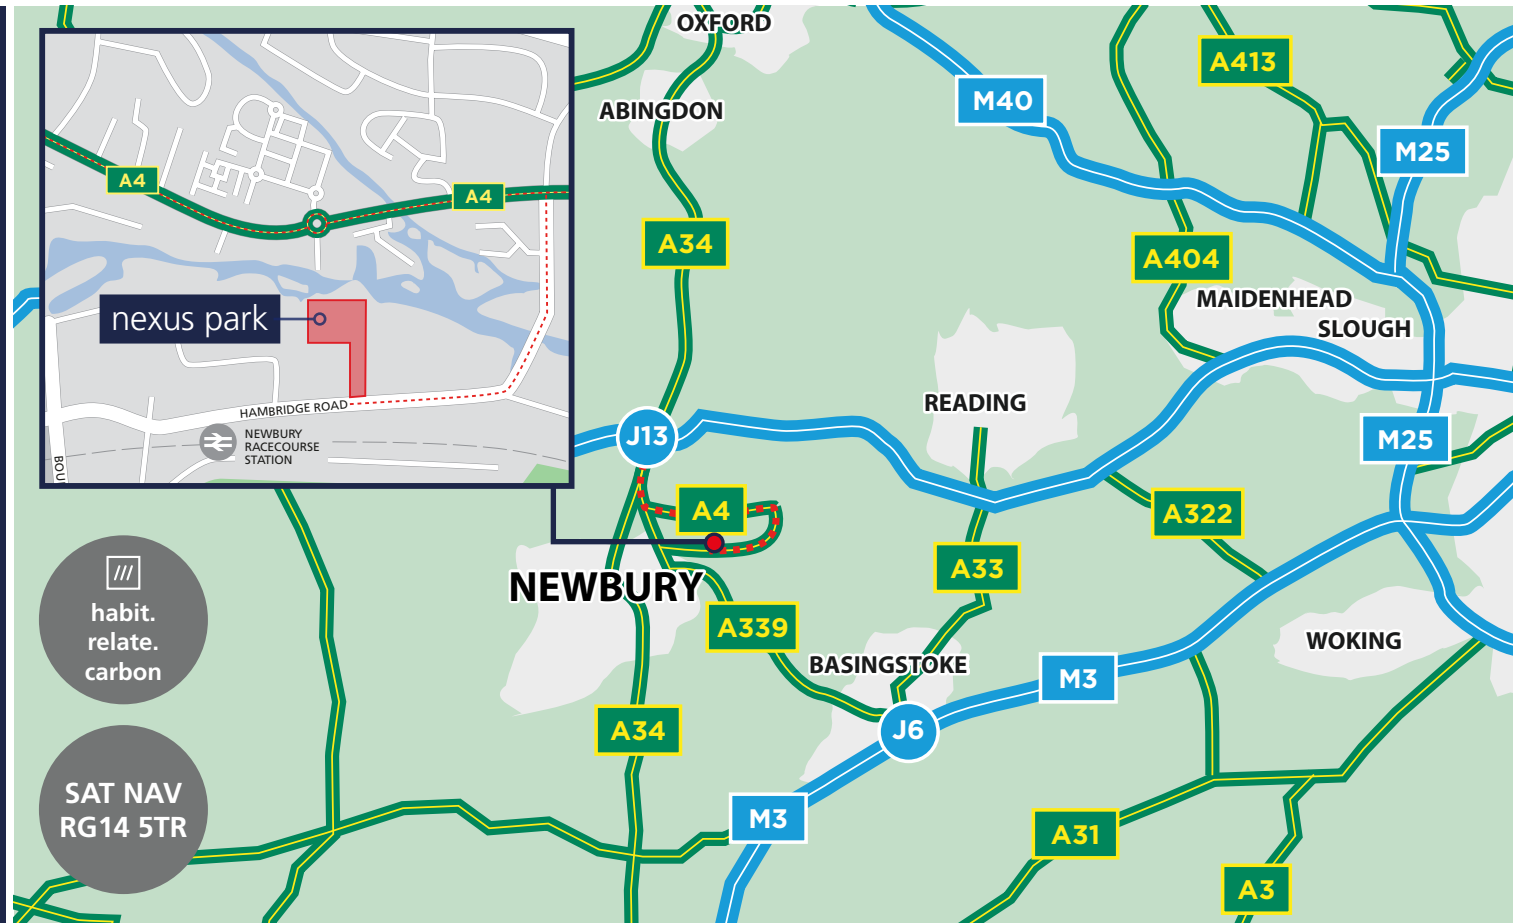 OXFORD
ABINGDON
A34
M40
A413
M25
A404
MAIDENHEAD
SLOUGH
READING
J13
M25
A4
A322
NEWBURY
A33
A339
BASINGSTOKE
WOKING
M3
A34
J6
M3
A31
A3
A4
A4
nexus park
HAMBRIDGE ROAD
NEWBURY
RACECOURSE
STATION
BOU
///
habit.
relate.
carbon
SAT NAV
RG14 5TR